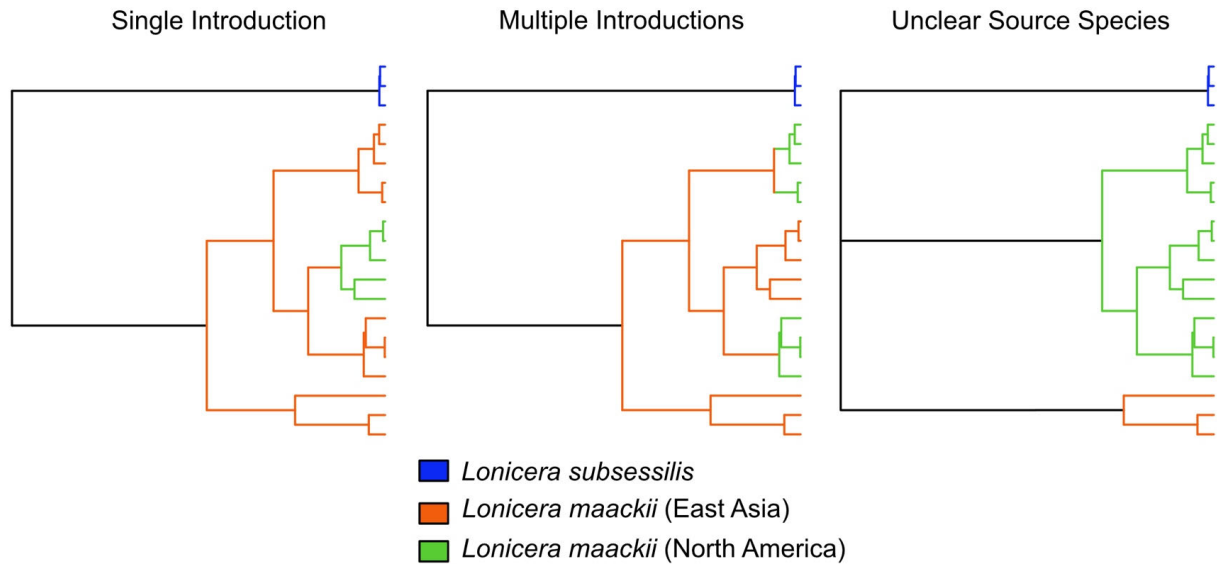 Single Introduction
Multiple Introductions
Unclear Source Species
Lonicera subsessilis
Lonicera maackii (East Asia)
Lonicera maackii (North America)